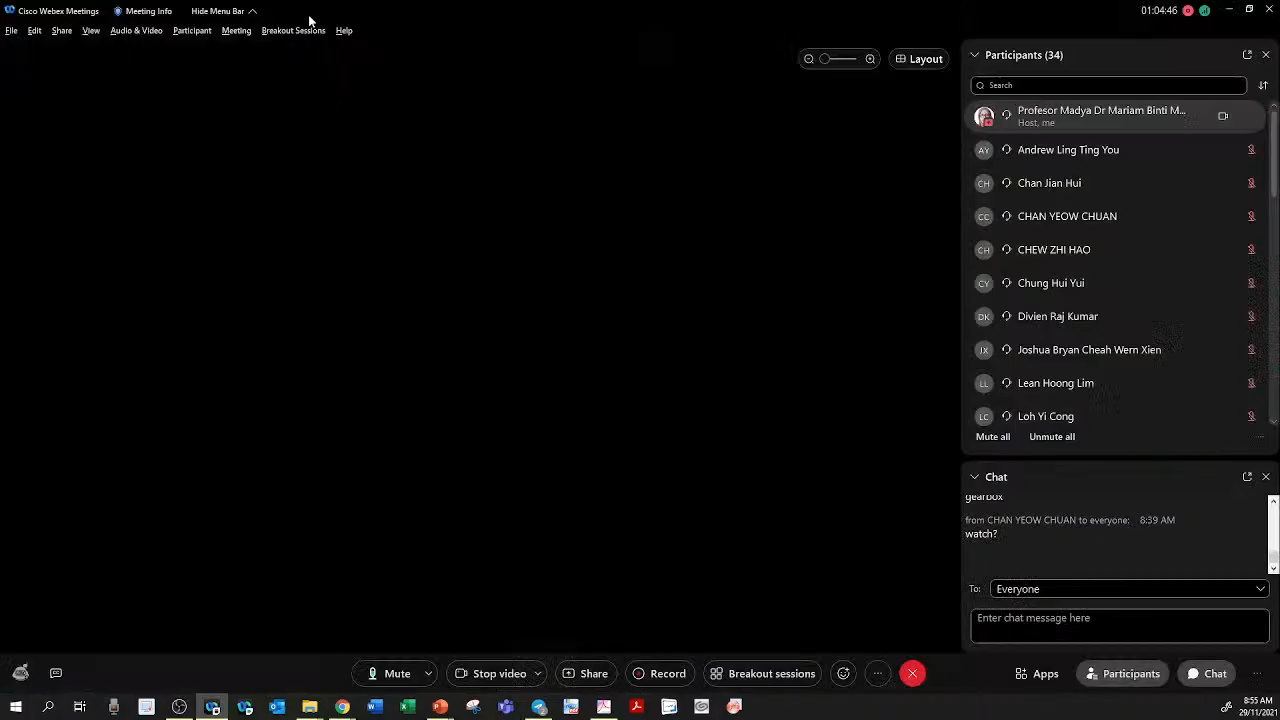 Cisco Webex Meetings
Meeting Info
Hide Menu Bar
01:04:46
File
Edit
Share
View
Audio & Video
Participant
Meeting
Breakout Sessions
Help
Layout
Participants (34)
Search
Profesor Madya Dr Mariam Binti M...
Host, me
AY Andrew Ling Ting You
CH Chan Jian Hui
CC CHAN YEOW CHUAN
CH CHEW ZHI HAO
CY Chung Hui Yui
DK Divien Raj Kumar
JX Joshua Bryan Cheah Wern Xien
LL Lean Hoong Lim
LC Loh Yi Cong
Mute all
Unmute all
Chat
gearbox
from CHAN YEOW CHUAN to everyone: 8:39 AM
watch?
To: Everyone
Enter chat message here
Mute
Stop video
Share
Record
Breakout sessions
Apps
Participants
Chat
8:55 AM
29/11/2021